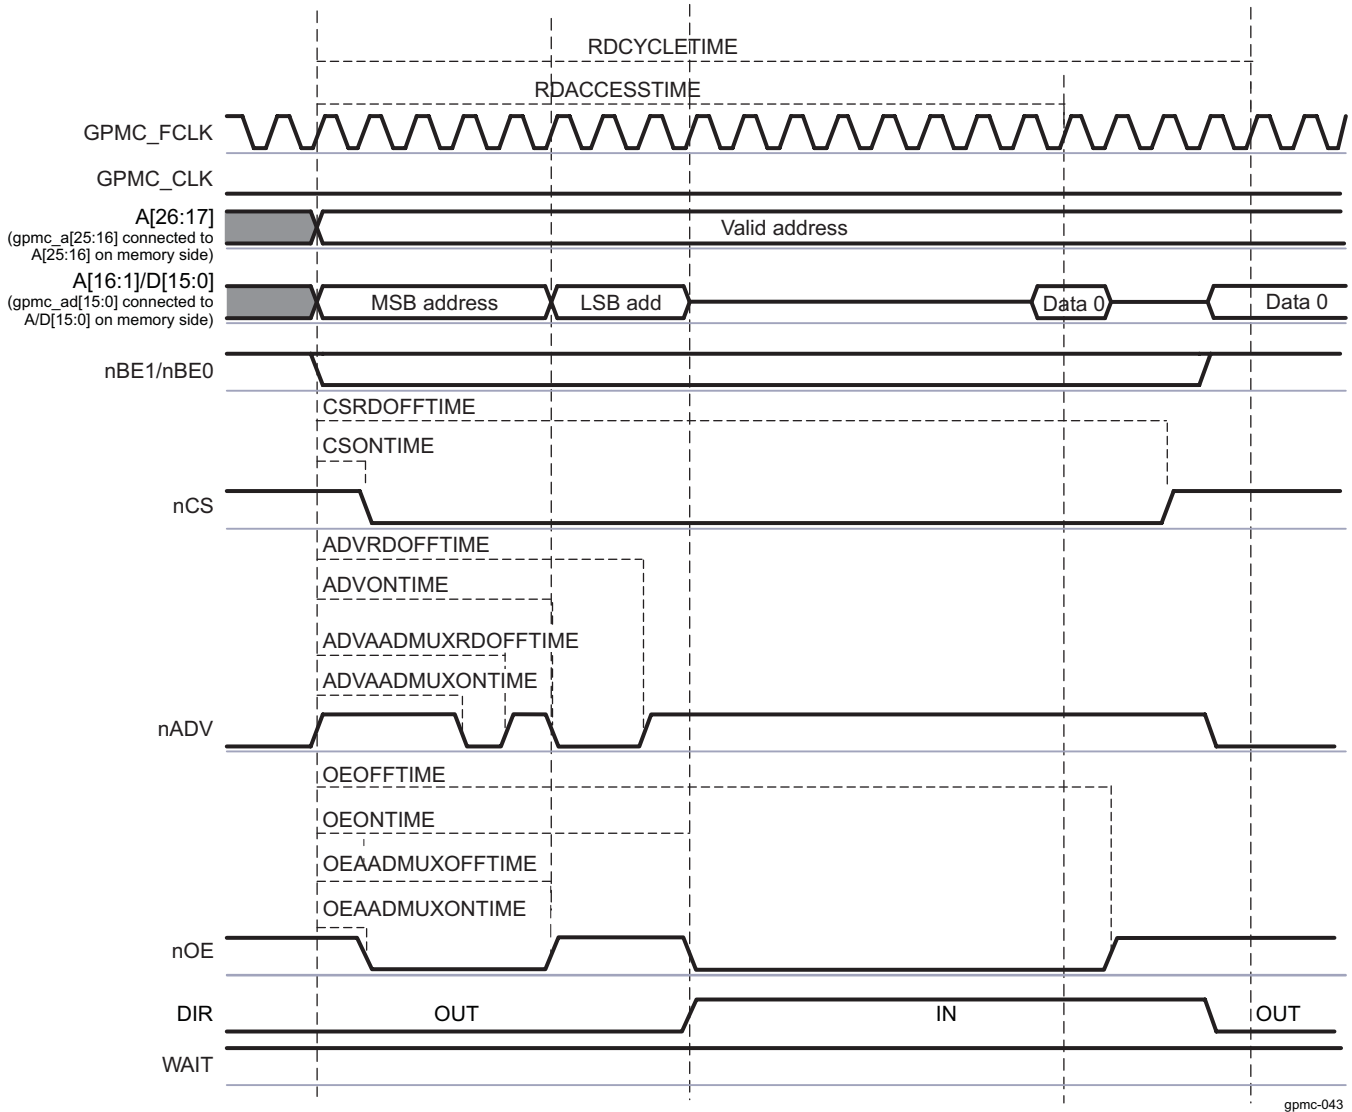 RDCYCLETIME
RDACCESSTIME
GPMC_FCLK
GPMC_CLK
A[26:17]
(gpmc_a[25:16] connected to
A[25:16] on memory side)
Valid address
A[16:1]/D[15:0]
(gpmc_ad[15:0] connected to
A/D[15:0] on memory side)
MSB address
LSB add
Data 0
Data 0
nBE1/nBE0
CSRDOFFTIME
CSONTIME
nCS
ADVRDOFFTIME
ADVONTIME
ADVAADMUXRDOFFTIME
ADVAADMUXONTIME
nADV
OEOFFTIME
OEONTIME
OEAADMUXOFFTIME
OEAADMUXONTIME
nOE
DIR
OUT
IN
OUT
WAIT
gpmc-043